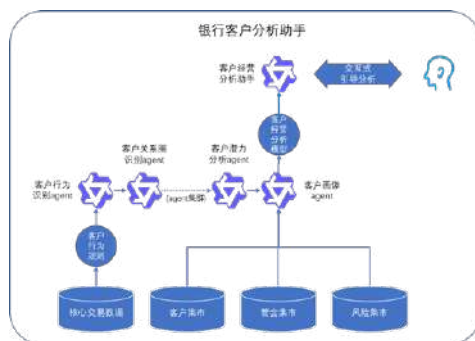 银行客户分析助手
客户经营
分析助手
交互式
引导分析
客户
经营
分析
模型
客户关系圈
识别agent
客户潜力
分析agent
客户行为
识别agent
(agent集群)
客户画像
agent
客户
行为
规则
核心交易数据
客户集市
资金集市
风险集市